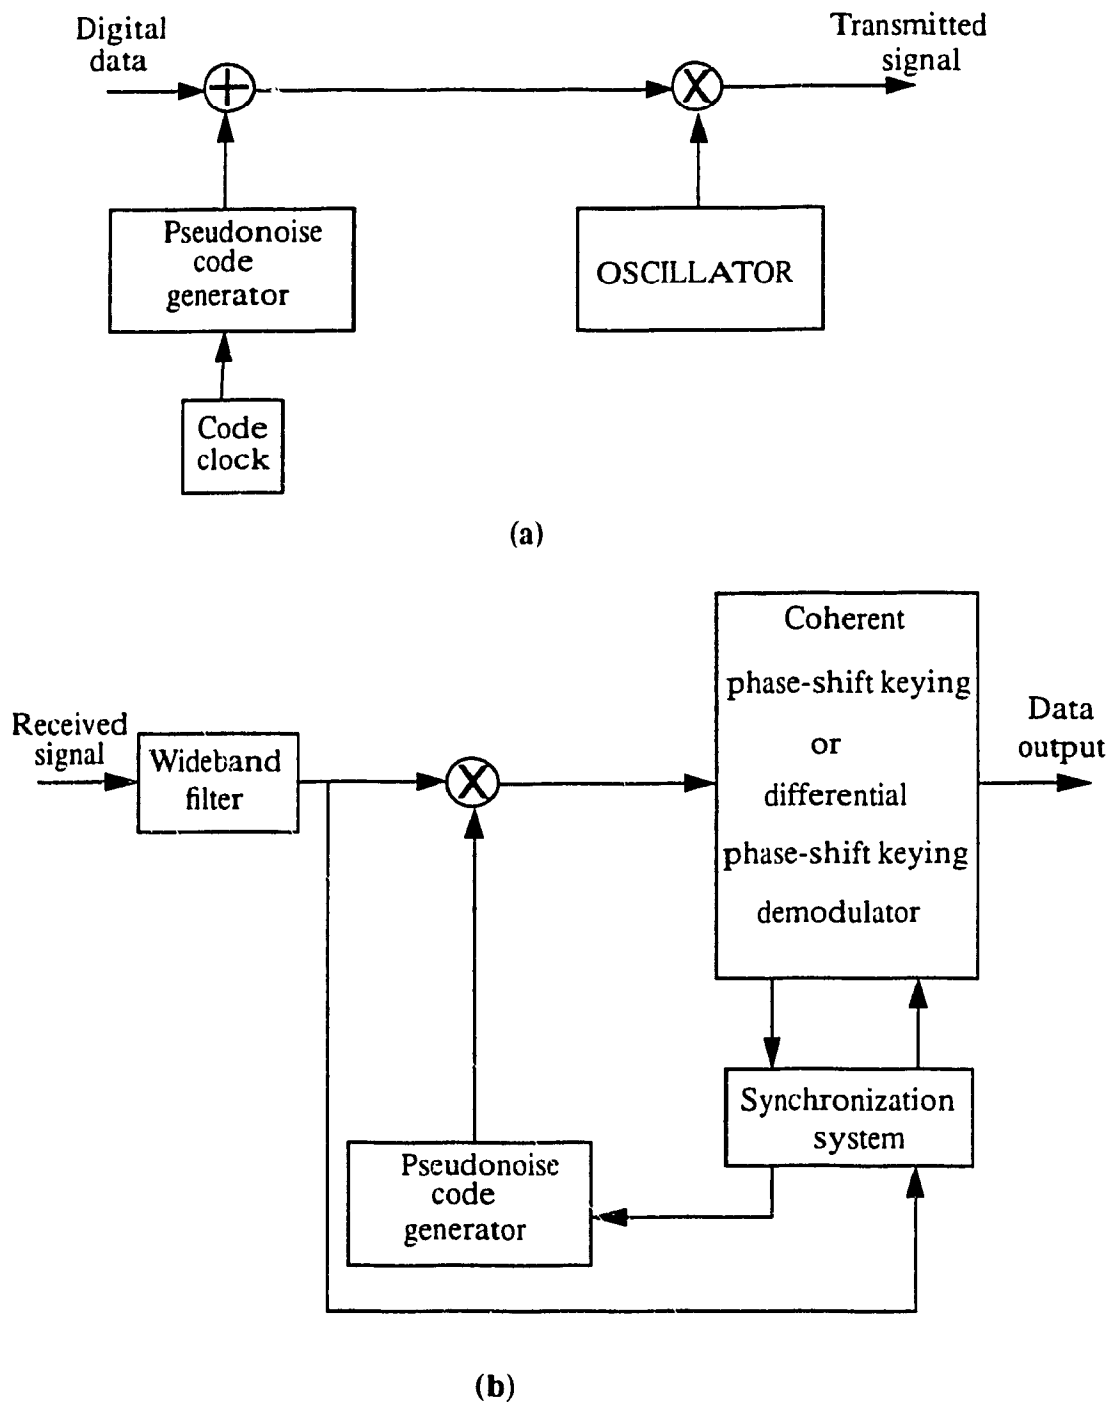 Digital
data
Transmitted
signal
Pseudonoise
code
generator
OSCILLATOR
Code
clock
(a)
Coherent
phase-shift keying
or
differential
phase-shift keying
demodulator
Received
signal
Wideband
filter
Data
output
Synchronization
system
Pseudonoise
code
generator
(b)